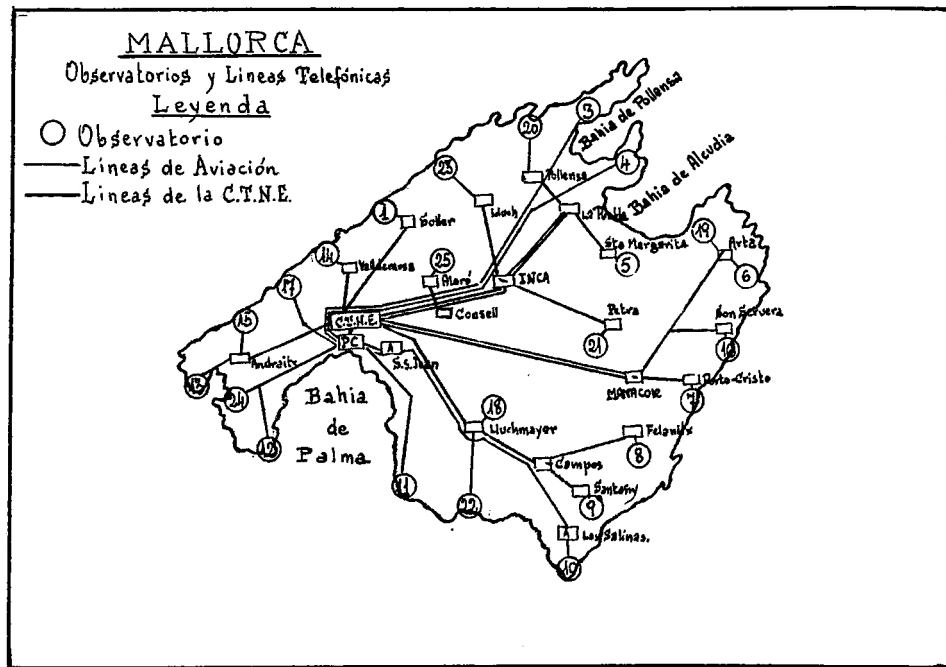 MALLORCA
Observatorios y Lineas Telefónicas
Leyenda
Observatorio
Líneas de Aviación
Lineas de la C.T.N.E.
20
3
Bahia de Pollensa
4
23
Pollensa
Bahia de Alcudia
Lluch
La Puebla
1
Soller
19
Arta
Sta Margarita
5
6
14
Valdemosa
25
Alaró
INCA
17
Consell
Petra
21
Son Servera
16
C.T.N.E.
15
P.C.
A
S.S. Juan
Andraitx
13
24
MANACOR
Porto-Cristo
7
Bahia
de
Palma
12
18
Lluchmayor
Felanitx
8
Campos
11
22
Santany
9
A
Las Salinas.
10